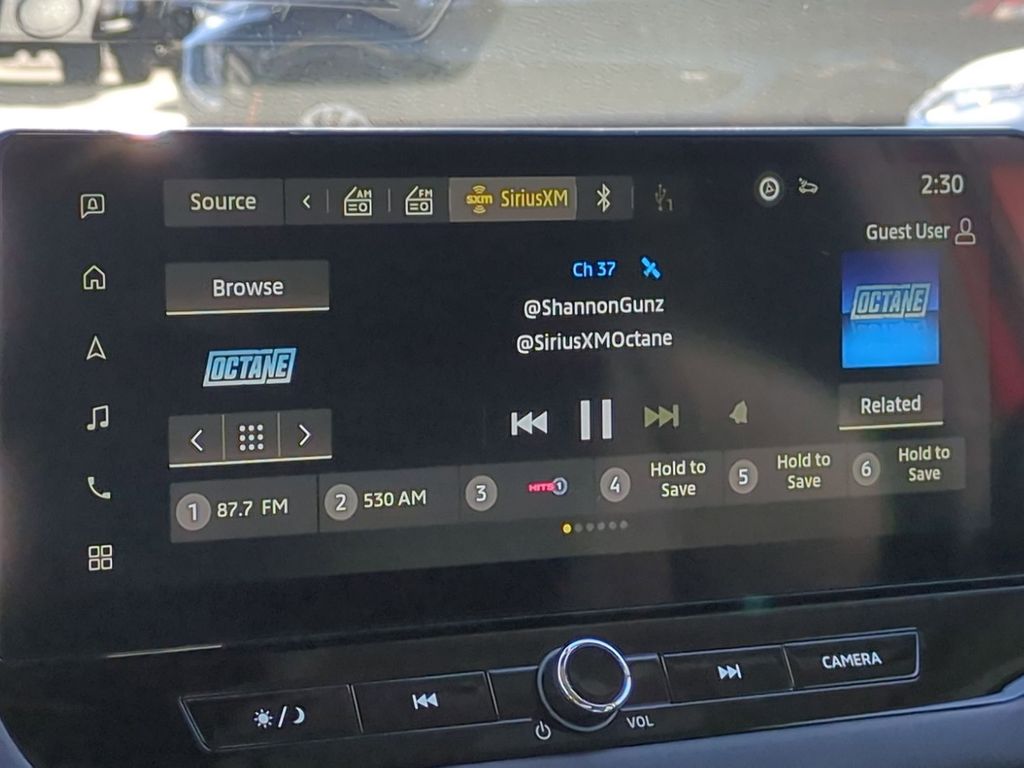 Source
AM
FM
sxm SiriusXM
1
2:30
Guest User
Browse
Ch 37
@ShannonGunz
@SiriusXMOctane
OCTANE
OCTANE
Related
1 87.7 FM
2 530 AM
3 HITS 1
4 Hold to
Save
5 Hold to
Save
6 Hold to
Save
VOL
CAMERA